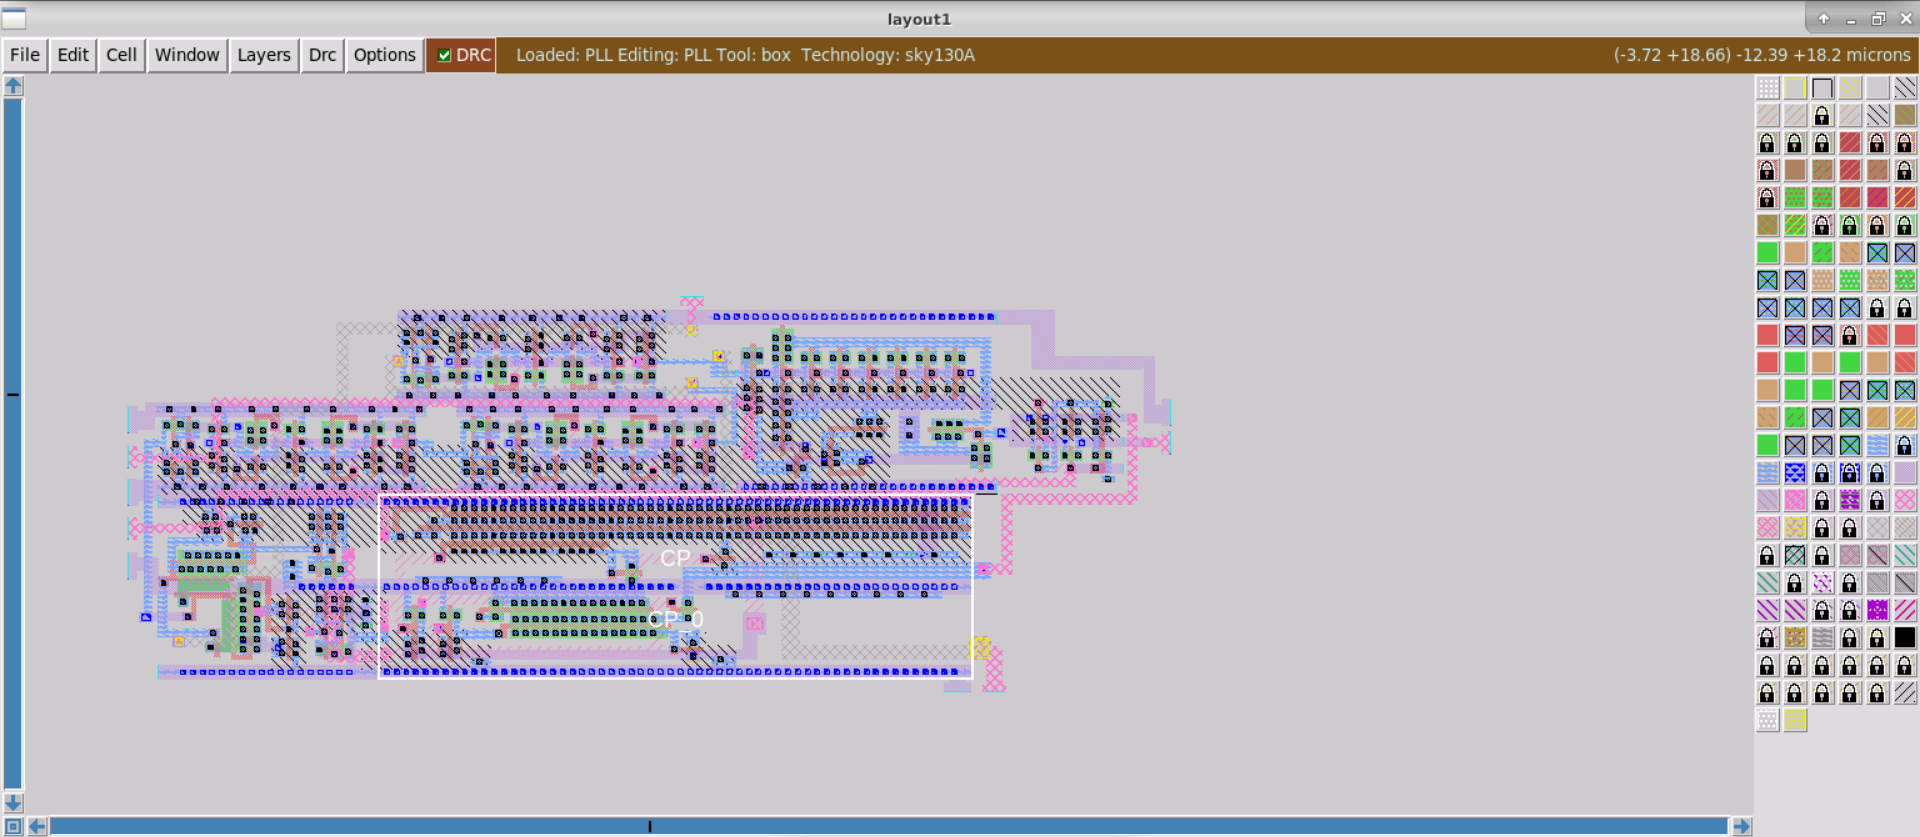 layout1
File Edit Cell Window Layers Drc Options DRC Loaded: PLL Editing: PLL Tool: box Technology: sky130A (-3.72 +18.66) -12.39 +18.2 microns
CP
CP_0